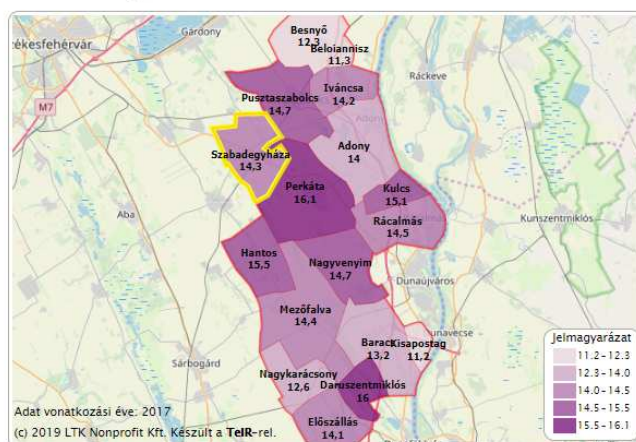 Gárdony
zékesfehérvár
Besnyő
12,3
Beloiannisz
11,3
M7
Iváncsa
14,2
Ráckeve
Pusztaszabolcs
14,7
Adony
Adony
14
Szabadegyháza
14,3
Perkáta
16,1
Kulcs
15,1
Aba
Rácalmás
14,5
Kunszentmiklós
Hantos
15,5
Nagyvenyim
14,7
Dunaújváros
Mezőfalva
14,4
unavecse
Baracs
13,2
Kisapostag
11,2
Sárbogárd
Nagykarácsony
12,6
Daruszentmiklós
16
Előszállás
14,1
Jelmagyarázat
11.2-12.3
12.3-14.0
14.0-14.5
14.5-15.5
15.5-16.1
Adat vonatkozási éve: 2017
(c) 2019 LTK Nonprofit Kft. Készült a TeIR-rel.